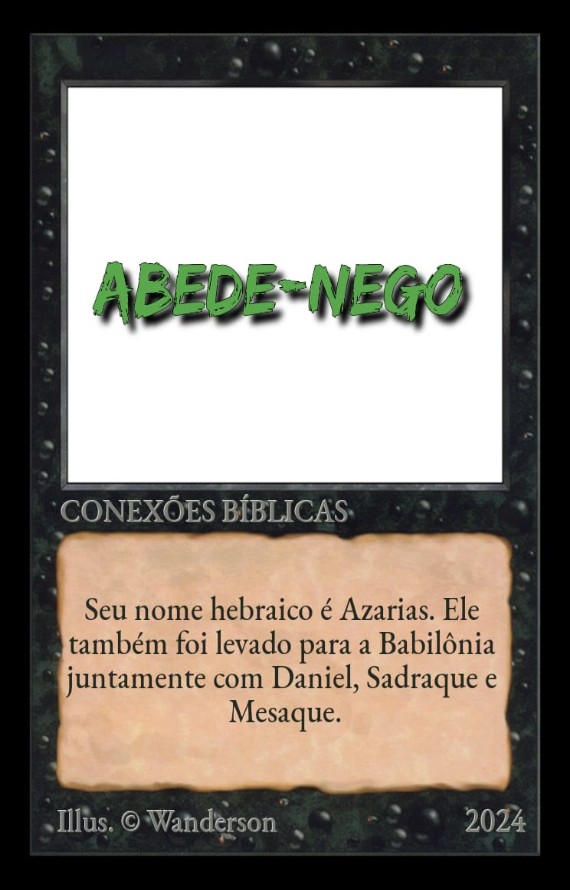 ABEDE-NEGO
CONEXÕES BÍBLICAS
Seu nome hebraico é Azarias. Ele
também foi levado para a Babilônia
juntamente com Daniel, Sadraque e
Mesaque.
Illus. © Wanderson
2024